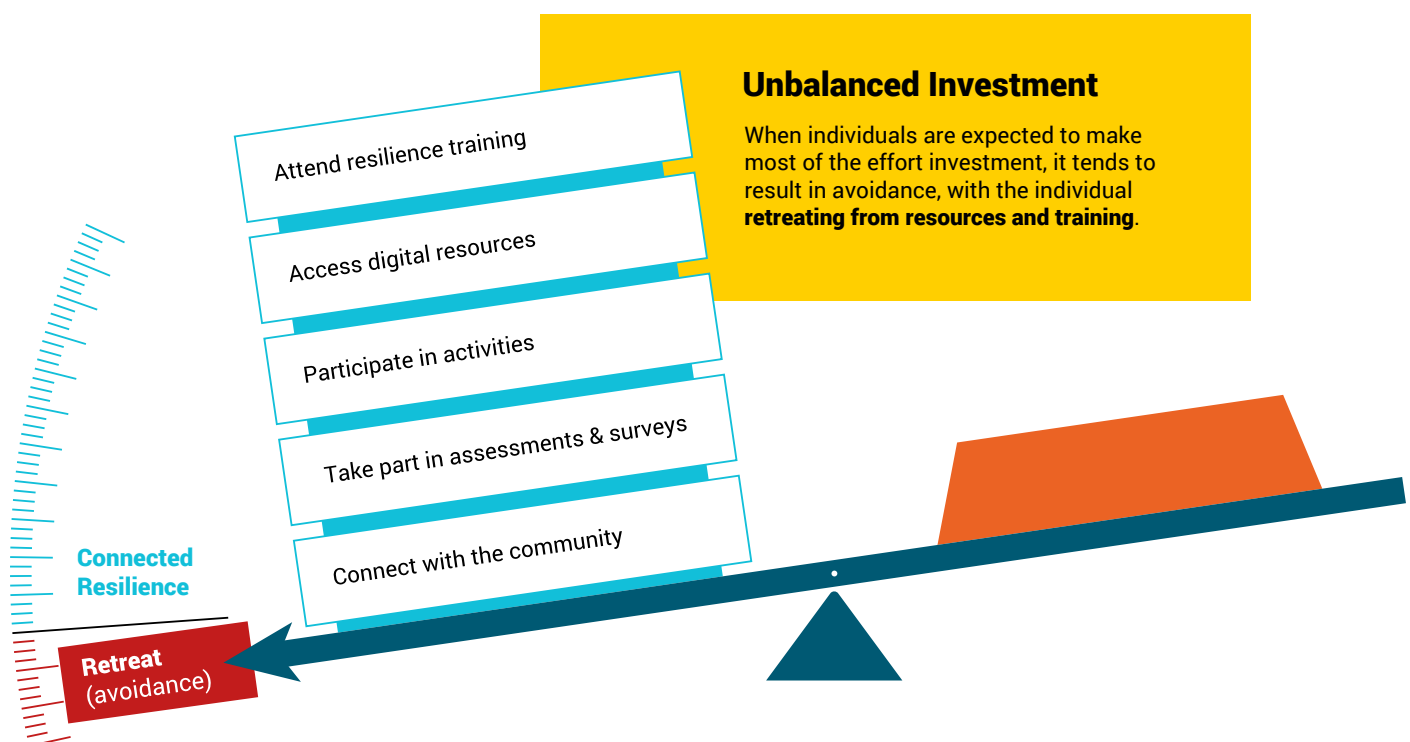 Unbalanced Investment
When individuals are expected to make
most of the effort investment, it tends to
result in avoidance, with the individual
retreating from resources and training.
Attend resilience training
Access digital resources
Participate in activities
Take part in assessments & surveys
Connect with the community
Connected
Resilience
Retreat
(avoidance)